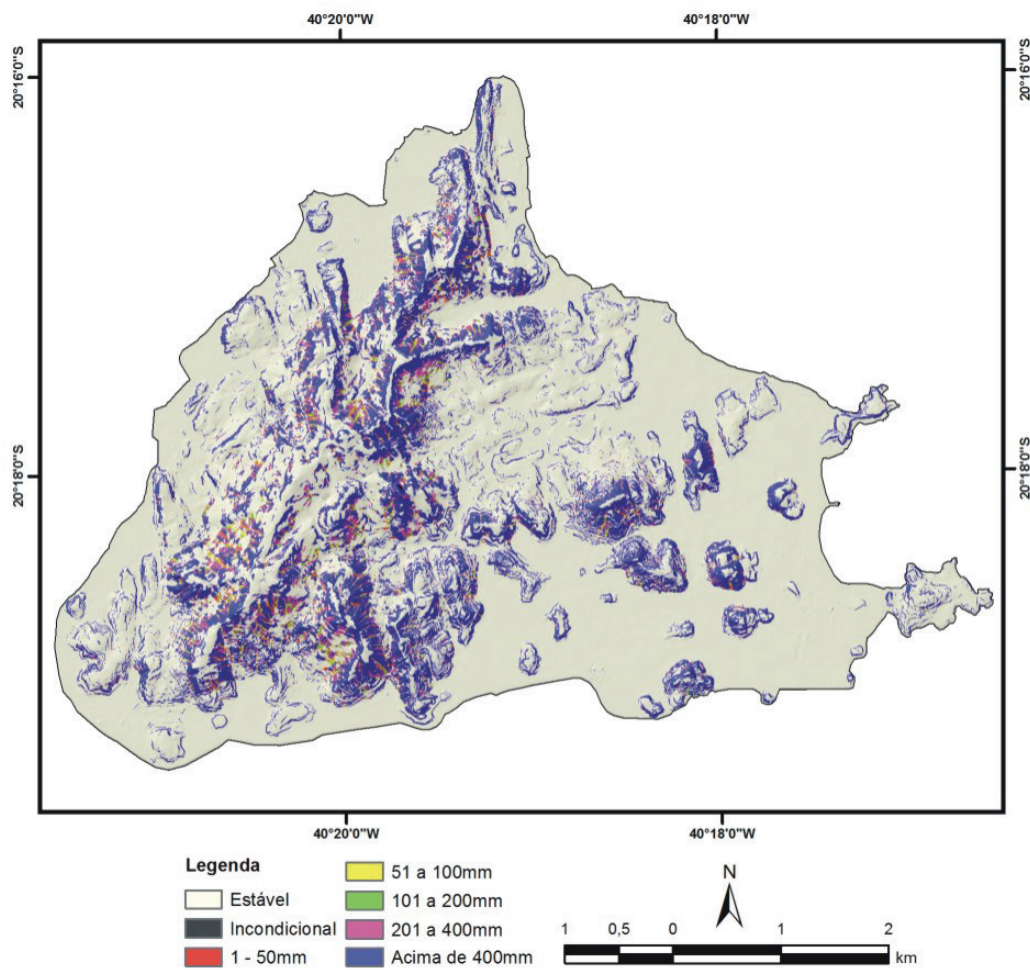 40°20'0"W 40°18'0"W
20°16'0"S 20°16'0"S
20°18'0"S 20°18'0"S
40°20'0"W 40°18'0"W
Legenda
Estável
Incondicional
1 - 50mm
51 a 100mm
101 a 200mm
201 a 400mm
Acima de 400mm
N
1 0,5 0 1 2
km